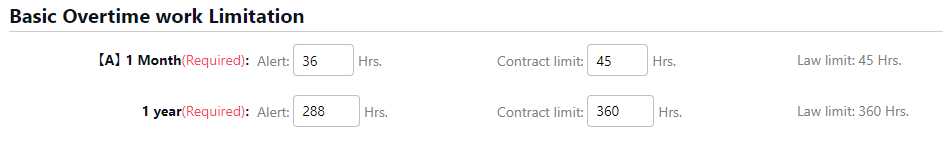 Basic Overtime work Limitation
【A】1 Month(Required): Alert: 36 Hrs. Contract limit: 45 Hrs. Law limit: 45 Hrs.
1 year(Required): Alert: 288 Hrs. Contract limit: 360 Hrs. Law limit: 360 Hrs.